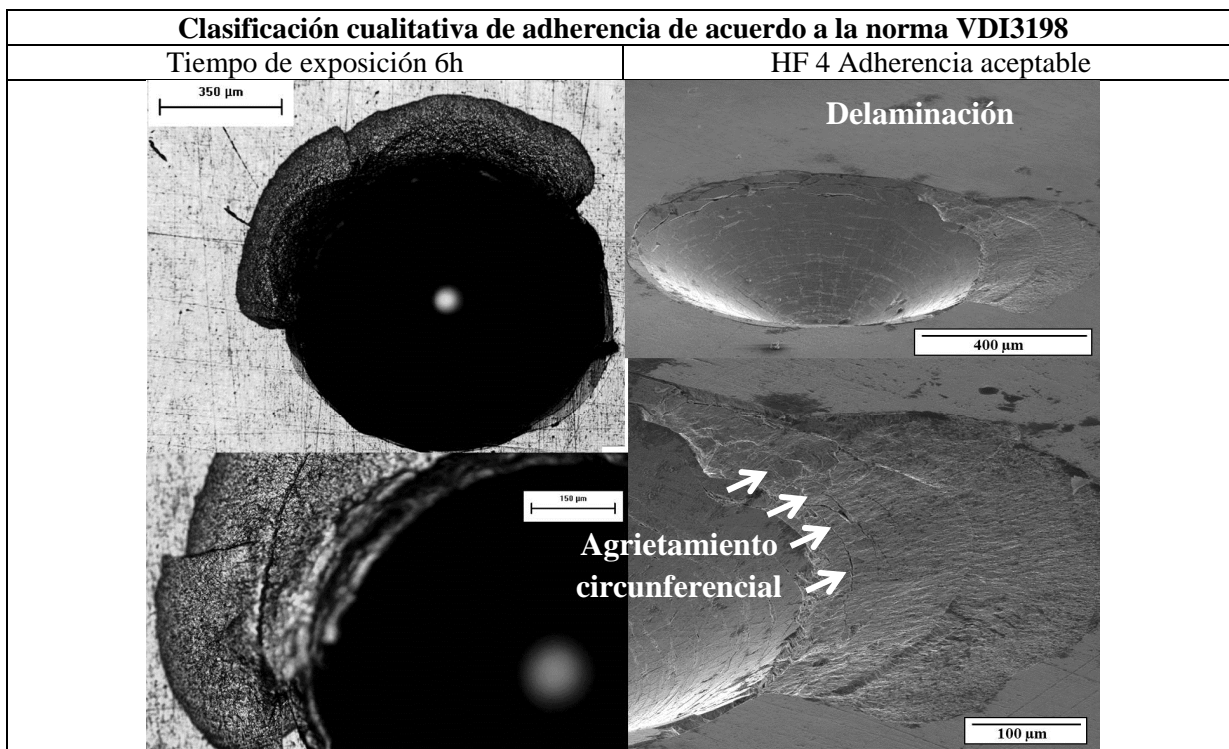 Clasificación cualitativa de adherencia de acuerdo a la norma VDI3198
Tiempo de exposición 6h
HF 4 Adherencia aceptable
350 µm
Delaminación
400 µm
150 µm
Agrietamiento
circunferencial
100 µm